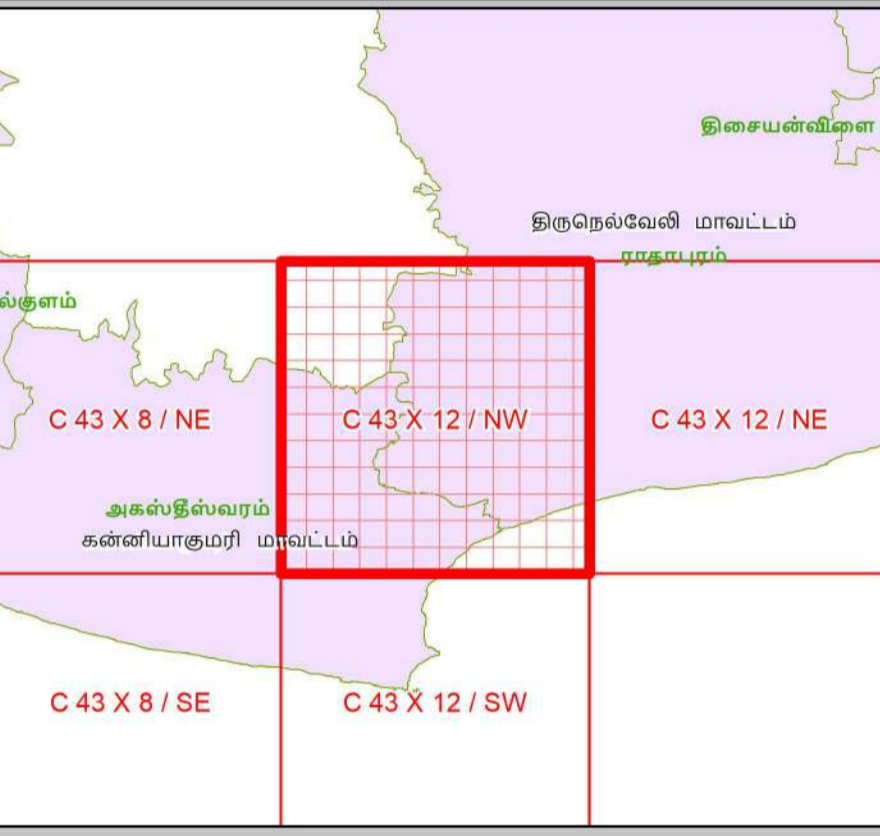 திசையன்விளை
திருநெல்வேலி மாவட்டம்
ராதாபுரம்
ல்குளம்
C 43 X 8 / NE
C 43 X 12 / NW
C 43 X 12 / NE
அகஸ்தீஸ்வரம்
கன்னியாகுமரி மாவட்டம்
C 43 X 8 / SE
C 43 X 12 / SW